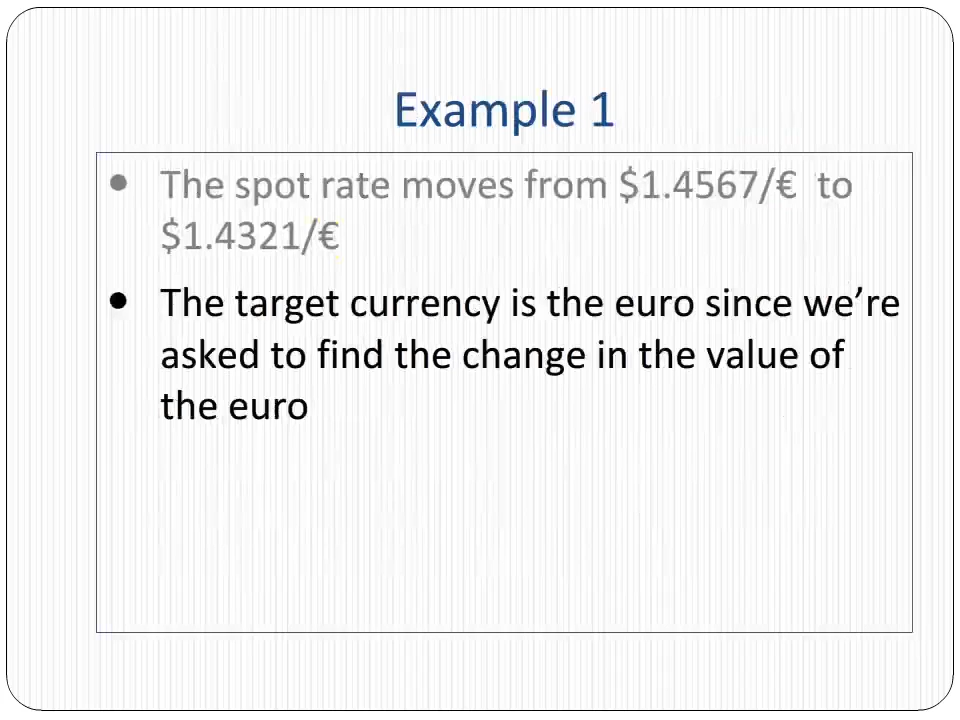 Example 1
• The spot rate moves from $1.4567/€ to
$1.4321/€
• The target currency is the euro since we’re
asked to find the change in the value of
the euro